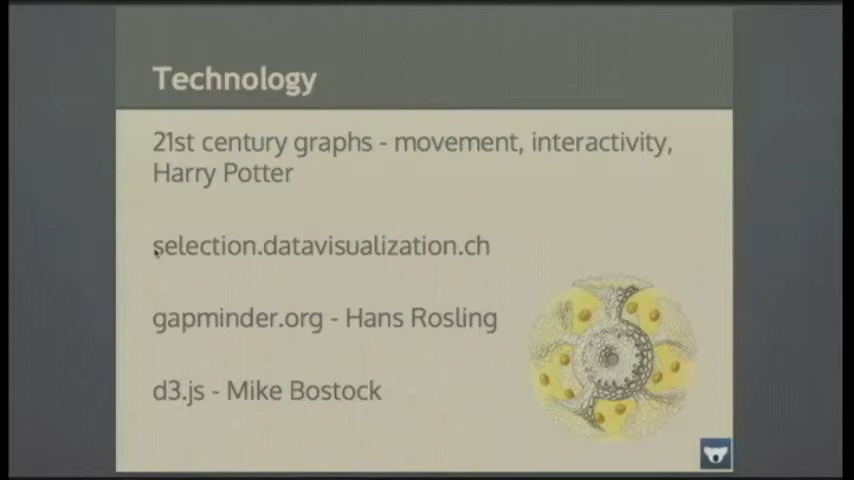 Technology
21st century graphs - movement, interactivity,
Harry Potter
selection.datavisualization.ch
gapminder.org - Hans Rosling
d3.js - Mike Bostock